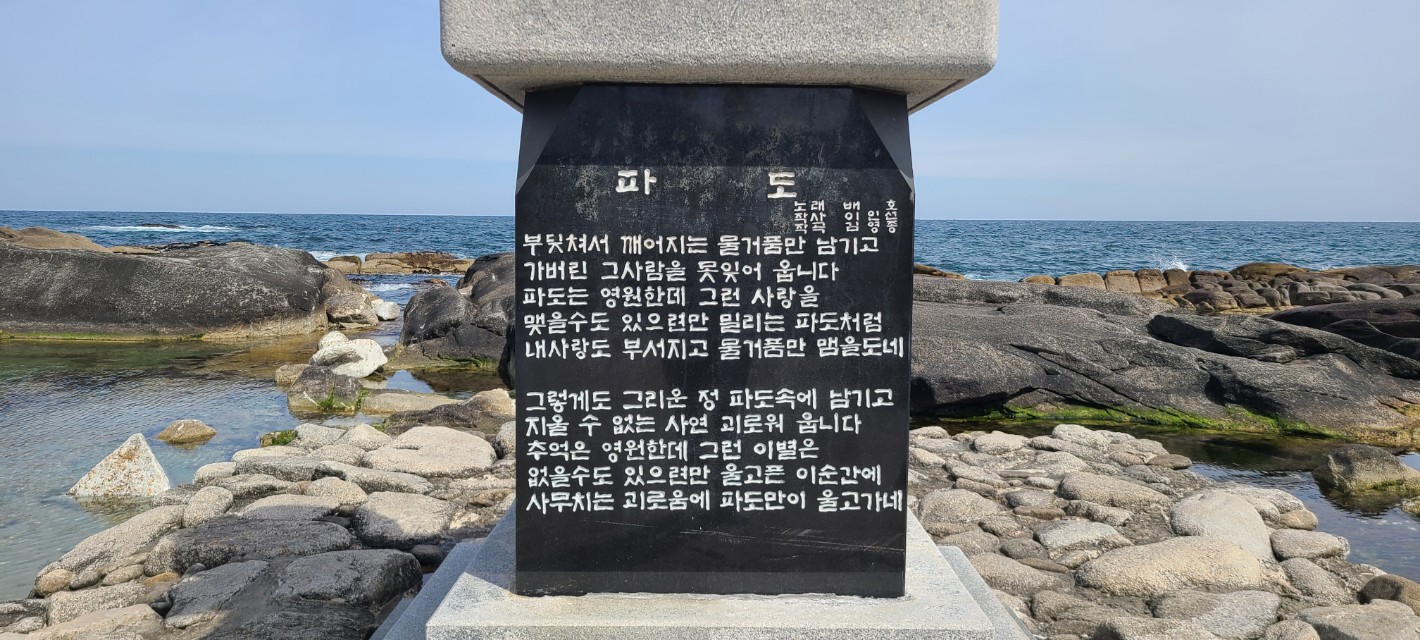 파 도
노래 배 호
작사 이 인 선
작곡 김 영 종
부딪쳐서 깨어지는 물거품만 남기고
가버린 그사람을 못잊어 웁니다
파도는 영원한데 그런 사랑을
맺을수도 있으련만 밀리는 파도처럼
내사랑도 부서지고 물거품만 맴을도네
그렇게도 그리운 정 파도속에 남기고
지울 수 없는 사연 괴로워 웁니다
추억은 영원한데 그런 이별은
없을수도 있으련만 울고픈 이순간에
사무치는 괴로움에 파도만이 울고가네